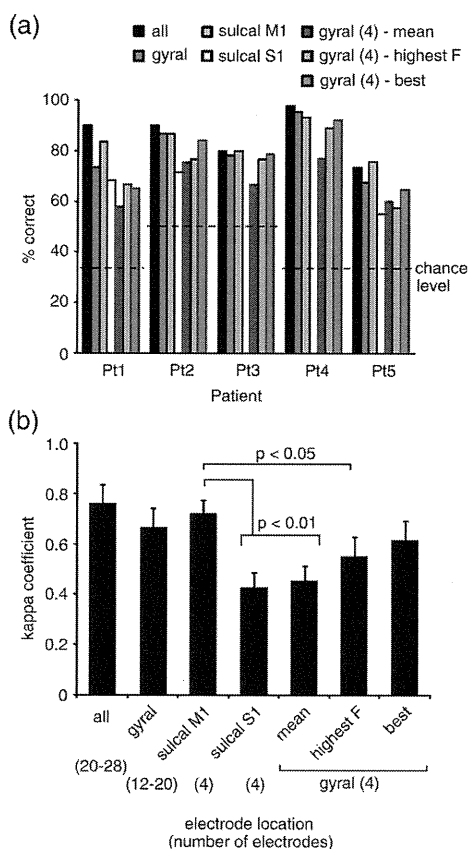 (a)
all
gyral
sulcal M1
sulcal S1
gyral (4) - mean
gyral (4) - highest F
gyral (4) - best
100
80
60
40
20
0
% correct
chance
level
Pt1 Pt2 Pt3 Pt4 Pt5
Patient
(b)
1.0
0.8
0.6
0.4
0.2
0
kappa coefficient
p < 0.05
p < 0.01
all gyral sulcal M1 sulcal S1 mean highest F best
(20-28) (12-20) (4) (4) gyral (4)
electrode location
(number of electrodes)